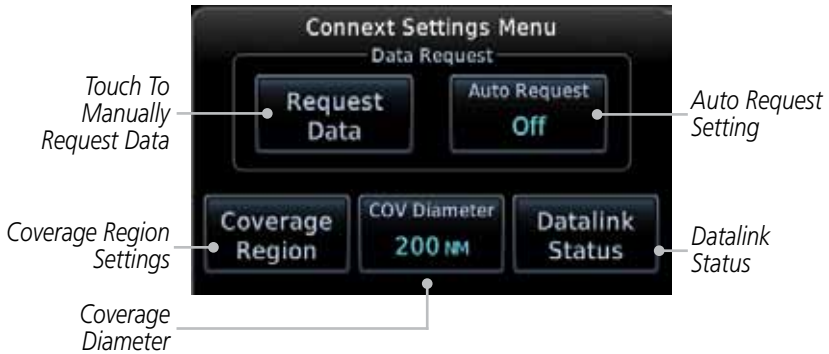 Connext Settings Menu
Data Request
Touch To
Manually
Request Data
Request
Data
Auto Request
Off
Auto Request
Setting
Coverage Region
Settings
Coverage
Region
COV Diameter
200 NM
Datalink
Status
Datalink
Status
Coverage
Diameter